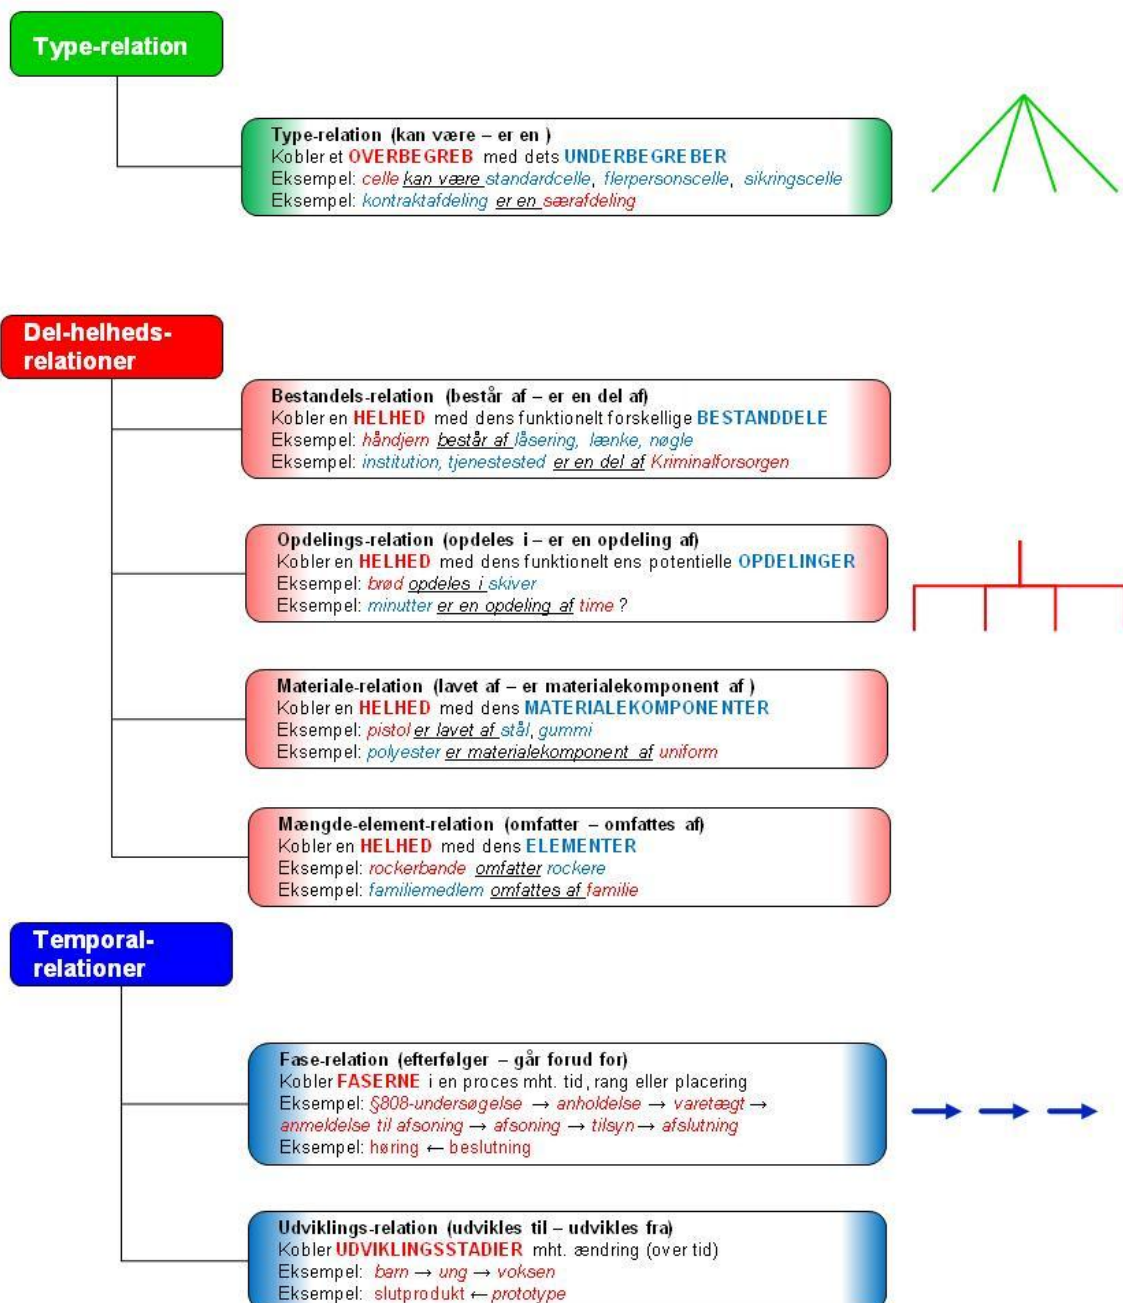 Type-relation
Type-relation (kan være – er en )
Kobler et OVERBEGREB med dets UNDERBEGREBER
Eksempel: celle kan være standardcelle, flerpersonscelle, sikringscelle
Eksempel: kontraktafdeling er en særafdeling
Del-helheds-
relationer
Bestandels-relation (består af – er en del af)
Kobler en HELHED med dens funktionelt forskellige BESTANDDELE
Eksempel: håndjern består af låsering, lænke, nøgle
Eksempel: institution, tjenestested er en del af Kriminalforsorgen
Opdelings-relation (opdeles i – er en opdeling af)
Kobler en HELHED med dens funktionelt ens potentielle OPDELINGER
Eksempel: brød opdeles i skiver
Eksempel: minutter er en opdeling af time ?
Materiale-relation (lavet af – er materialekomponent af )
Kobler en HELHED med dens MATERIALEKOMPONENTER
Eksempel: pistol er lavet af stål, gummi
Eksempel: polyester er materialekomponent af uniform
Mængde-element-relation (omfatter – omfattes af)
Kobler en HELHED med dens ELEMENTER
Eksempel: rockerbande omfatter rockere
Eksempel: familiemedlem omfattes af familie
Temporal-
relationer
Fase-relation (efterfølger – går forud for)
Kobler FASERNE i en proces mht. tid, rang eller placering
Eksempel: §808-undersøgelse → anholdelse → varetægt →
anmeldelse til afsoning → afsoning → tilsyn → afslutning
Eksempel: høring ← beslutning
Udviklings-relation (udvikles til – udvikles fra)
Kobler UDVIKLINGSSTADIER mht. ændring (over tid)
Eksempel: barn → ung → voksen
Eksempel: slutprodukt ← prototype